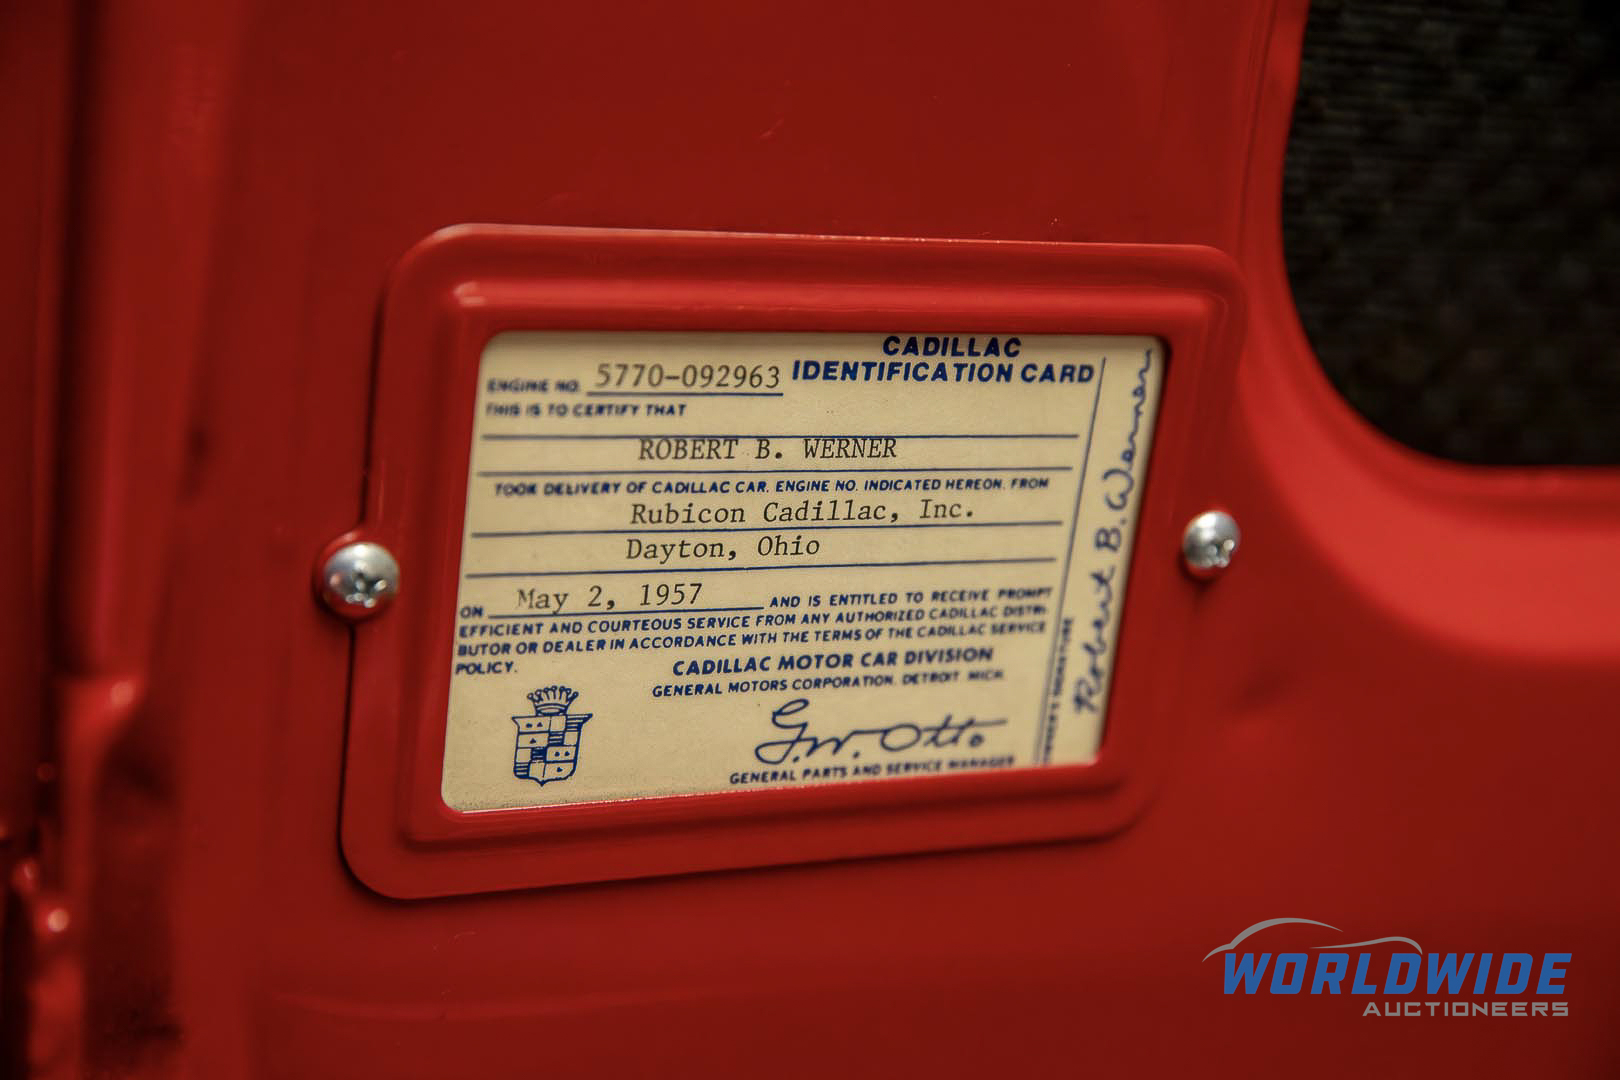 CADILLAC
IDENTIFICATION CARD
ENGINE NO. 5770-092963
THIS IS TO CERTIFY THAT
ROBERT B. WERNER
TOOK DELIVERY OF CADILLAC CAR. ENGINE NO. INDICATED HEREON. FROM
Rubicon Cadillac, Inc.
Dayton, Ohio
ON May 2, 1957 AND IS ENTITLED TO RECEIVE PROMPT
EFFICIENT AND COURTEOUS SERVICE FROM ANY AUTHORIZED CADILLAC DISTRI-
BUTOR OR DEALER IN ACCORDANCE WITH THE TERMS OF THE CADILLAC SERVICE
POLICY.
CADILLAC MOTOR CAR DIVISION
GENERAL MOTORS CORPORATION. DETROIT. MICH.
G.W. Otto
GENERAL PARTS AND SERVICE MANAGER
OWNER'S SIGNATURE
Robert B. Werner
WORLDWIDE
AUCTIONEERS